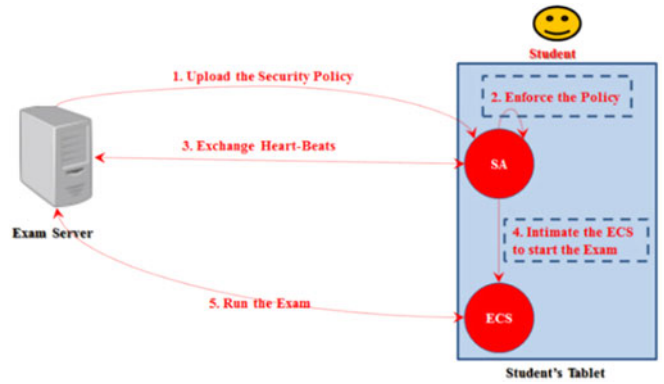 Student
1. Upload the Security Policy
2. Enforce the Policy
3. Exchange Heart-Beats
SA
Exam Server
4. Intimate the ECS
to start the Exam
5. Run the Exam
ECS
Student's Tablet